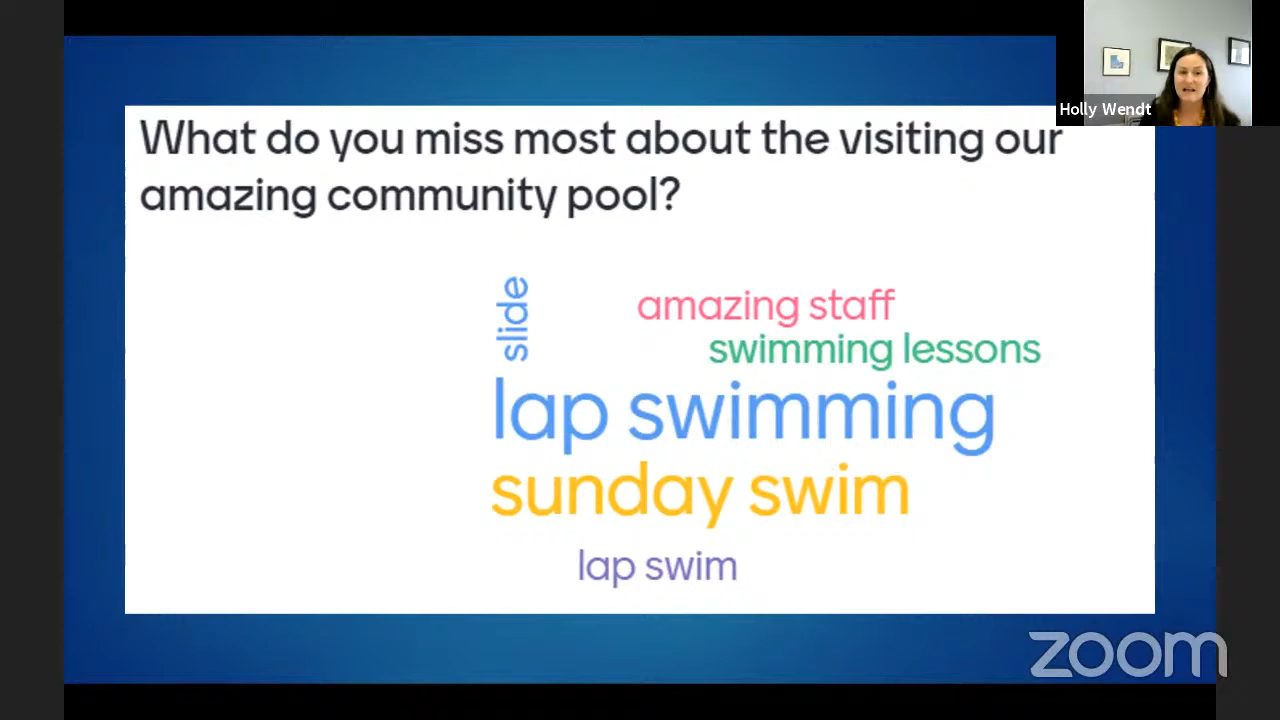 Holly Wendt
What do you miss most about the visiting our
amazing community pool?
slide
amazing staff
swimming lessons
lap swimming
sunday swim
lap swim
zoom